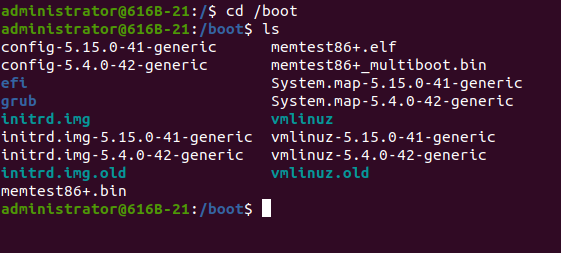 administrator@616B-21:/$ cd /boot
administrator@616B-21:/boot$ ls
config-5.15.0-41-generic memtest86+.elf
config-5.4.0-42-generic memtest86+_multiboot.bin
efi System.map-5.15.0-41-generic
grub System.map-5.4.0-42-generic
initrd.img vmlinuz
initrd.img-5.15.0-41-generic vmlinuz-5.15.0-41-generic
initrd.img-5.4.0-42-generic vmlinuz-5.4.0-42-generic
initrd.img.old vmlinuz.old
memtest86+.bin
administrator@616B-21:/boot$